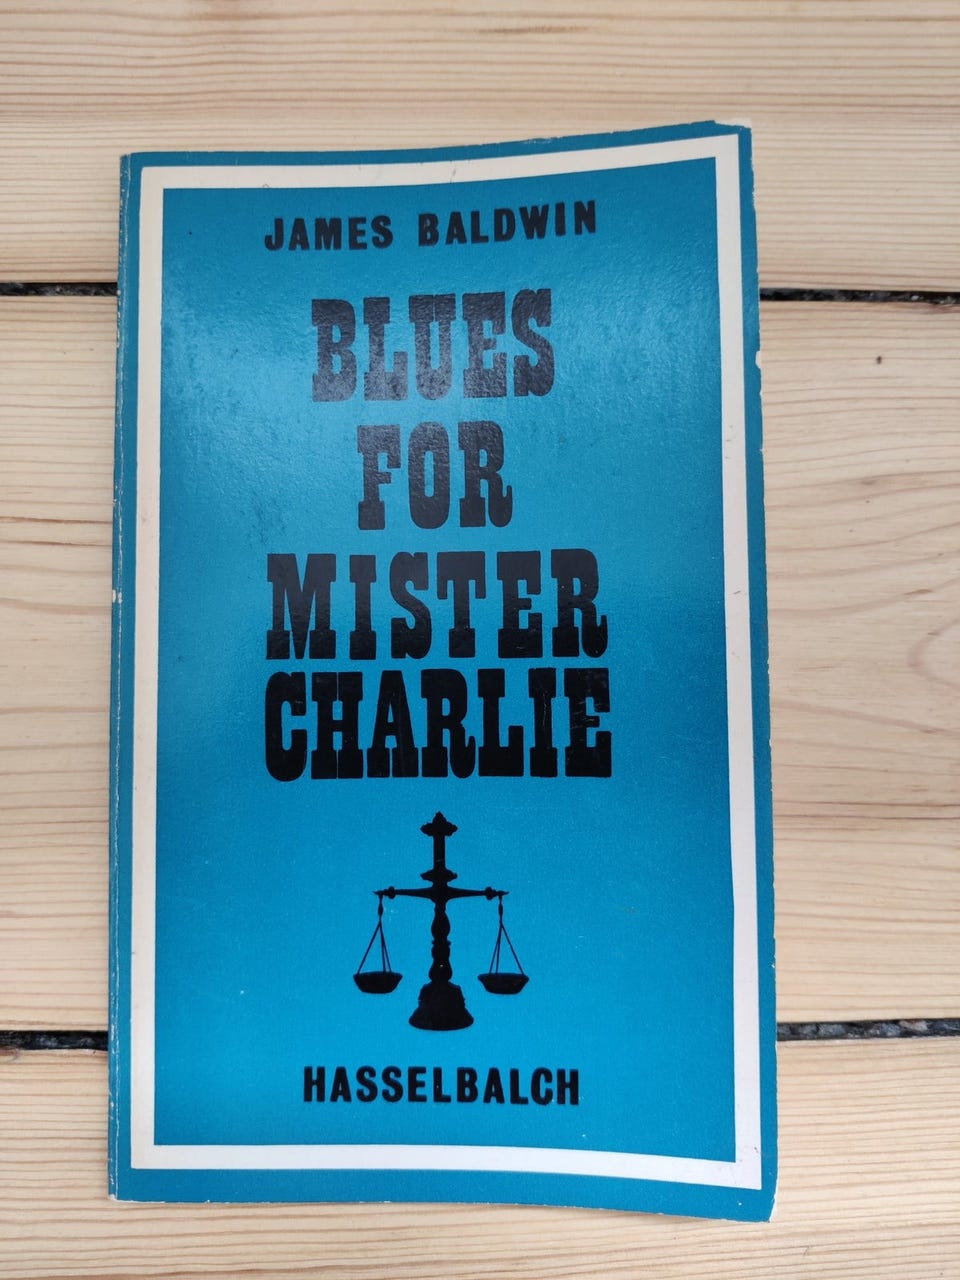 JAMES BALDWIN
BLUES
FOR
MISTER
CHARLIE
HASSELBALCH